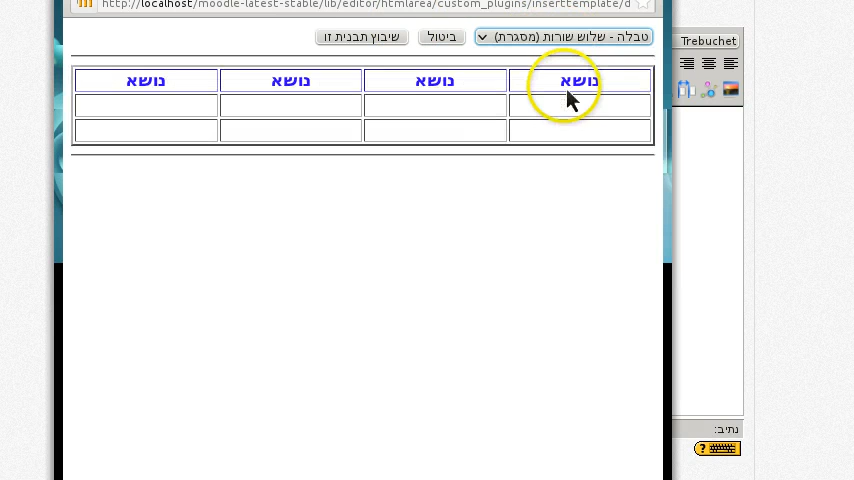 http://localhost/moodle-latest-stable/lib/editor/htmlarea/custom_plugins/inserttemplate/d
טבלה - שלוש שורות (מסגרת) ביטול שיבוץ תבנית זו
Trebuchet
נושא נושא נושא נושא
נתיב:
?